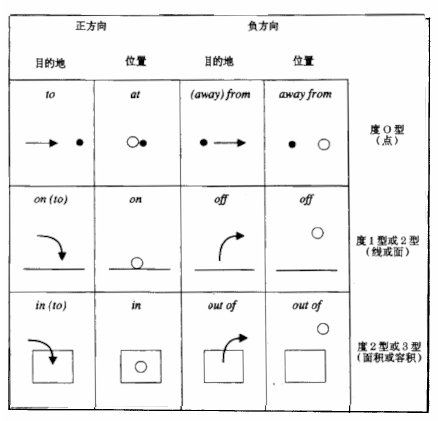 正方向 负方向
目的地 位置 目的地 位置
to at (away) from away from
度O型
(点)
on (to) on off off
度1型或2型
(线或面)
in (to) in out of out of
度2型或3型
(面积或容积)